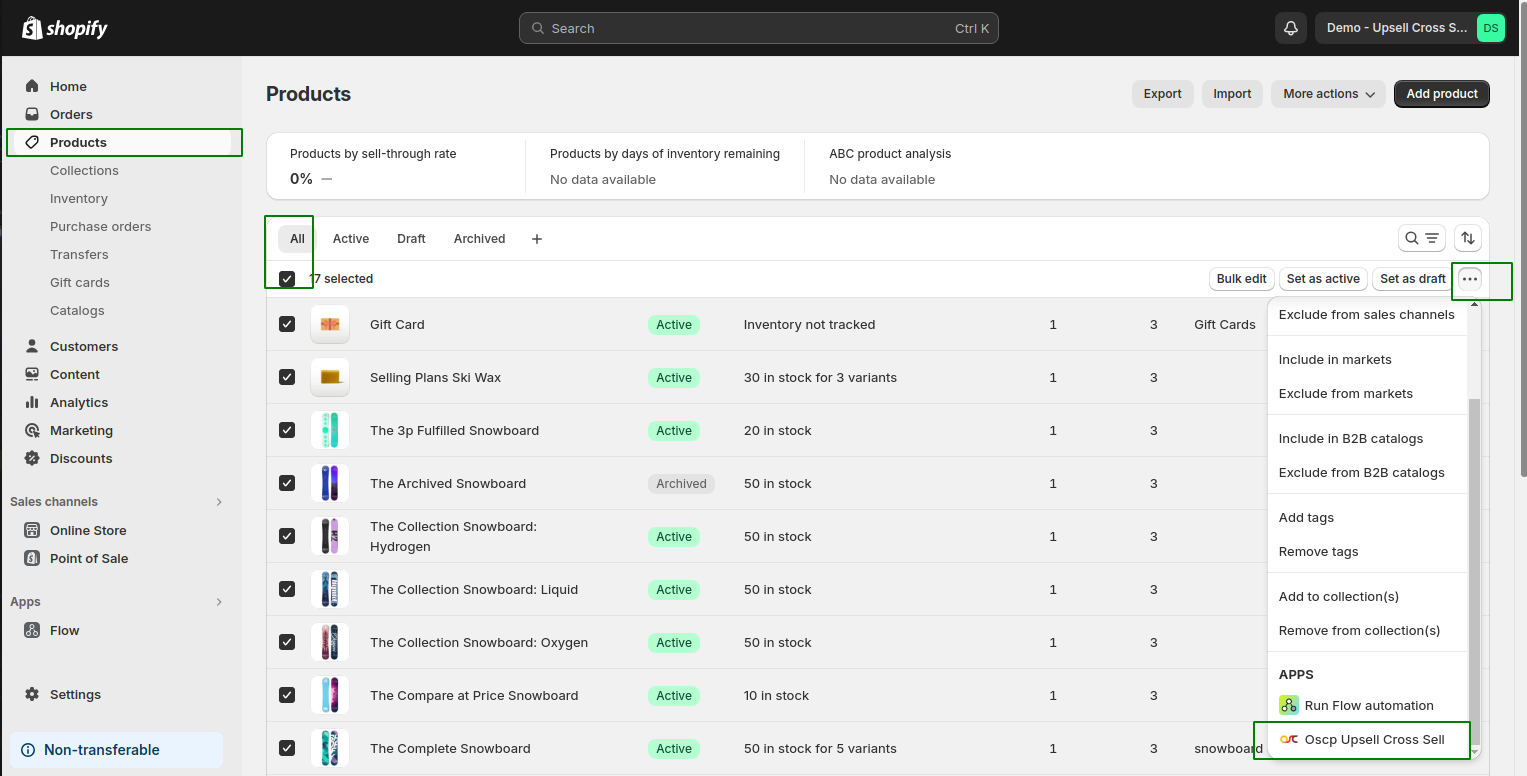 shopify
Search Ctrl K
Demo - Upsell Cross S... DS
Home
Orders
Products
Collections
Inventory
Purchase orders
Transfers
Gift cards
Catalogs
Customers
Content
Analytics
Marketing
Discounts
Sales channels
Online Store
Point of Sale
Apps
Flow
Settings
Non-transferable
Products
Export Import More actions Add product
Products by sell-through rate
0% —
Products by days of inventory remaining
No data available
ABC product analysis
No data available
All Active Draft Archived +
17 selected Bulk edit Set as active Set as draft ...
Gift Card Active Inventory not tracked 1 3 Gift Cards
Selling Plans Ski Wax Active 30 in stock for 3 variants 1 3
The 3p Fulfilled Snowboard Active 20 in stock 1 3
The Archived Snowboard Archived 50 in stock 1 3
The Collection Snowboard:
Hydrogen Active 50 in stock 1 3
The Collection Snowboard: Liquid Active 50 in stock 1 3
The Collection Snowboard: Oxygen Active 50 in stock 1 3
The Compare at Price Snowboard Active 10 in stock 1 3
The Complete Snowboard Active 50 in stock for 5 variants 1 3 snowboard
Exclude from sales channels
Include in markets
Exclude from markets
Include in B2B catalogs
Exclude from B2B catalogs
Add tags
Remove tags
Add to collection(s)
Remove from collection(s)
APPS
Run Flow automation
Oscp Upsell Cross Sell